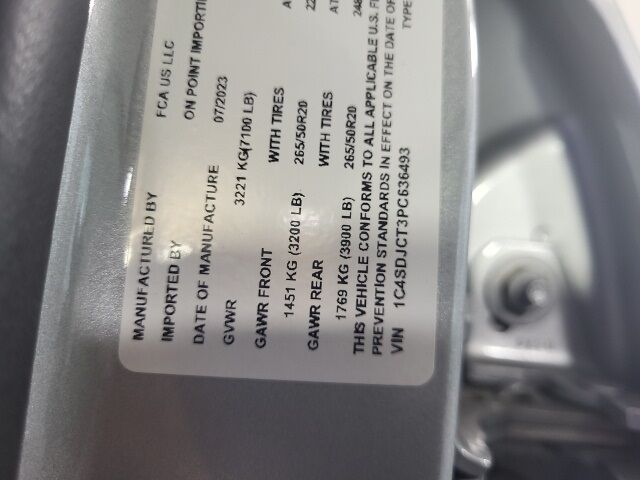 MANUFACTURED BY FCA US LLC
IMPORTED BY ON POINT IMPORTI
DATE OF MANUFACTURE 07/2023
GVWR 3221 KG(7100 LB)
GAWR FRONT WITH TIRES
1451 KG (3200 LB) 265/50R20
GAWR REAR WITH TIRES
1769 KG (3900 LB) 265/50R20
THIS VEHICLE CONFORMS TO ALL APPLICABLE U.S.
PREVENTION STANDARDS IN EFFECT ON THE DATE OF
VIN 1C4SDJCT3PC636493 TYPE